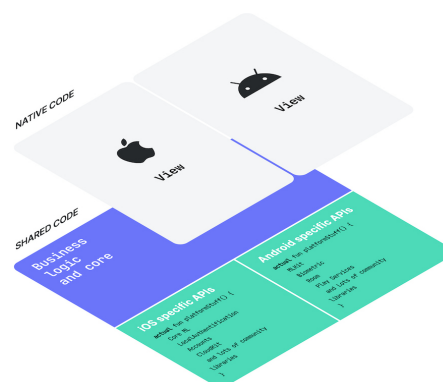 NATIVE CODE
View
View
SHARED CODE
Business
logic
and core
iOS specific APIs
actual fun platformStuff() {
Core ML
LocalAuthentication
Accounts
CloudKit
and lots of community
libraries
}
Android specific APIs
actual fun platformStuff() {
MLKit
Biometric
Room
Play Services
and Lots of community
libraries
}